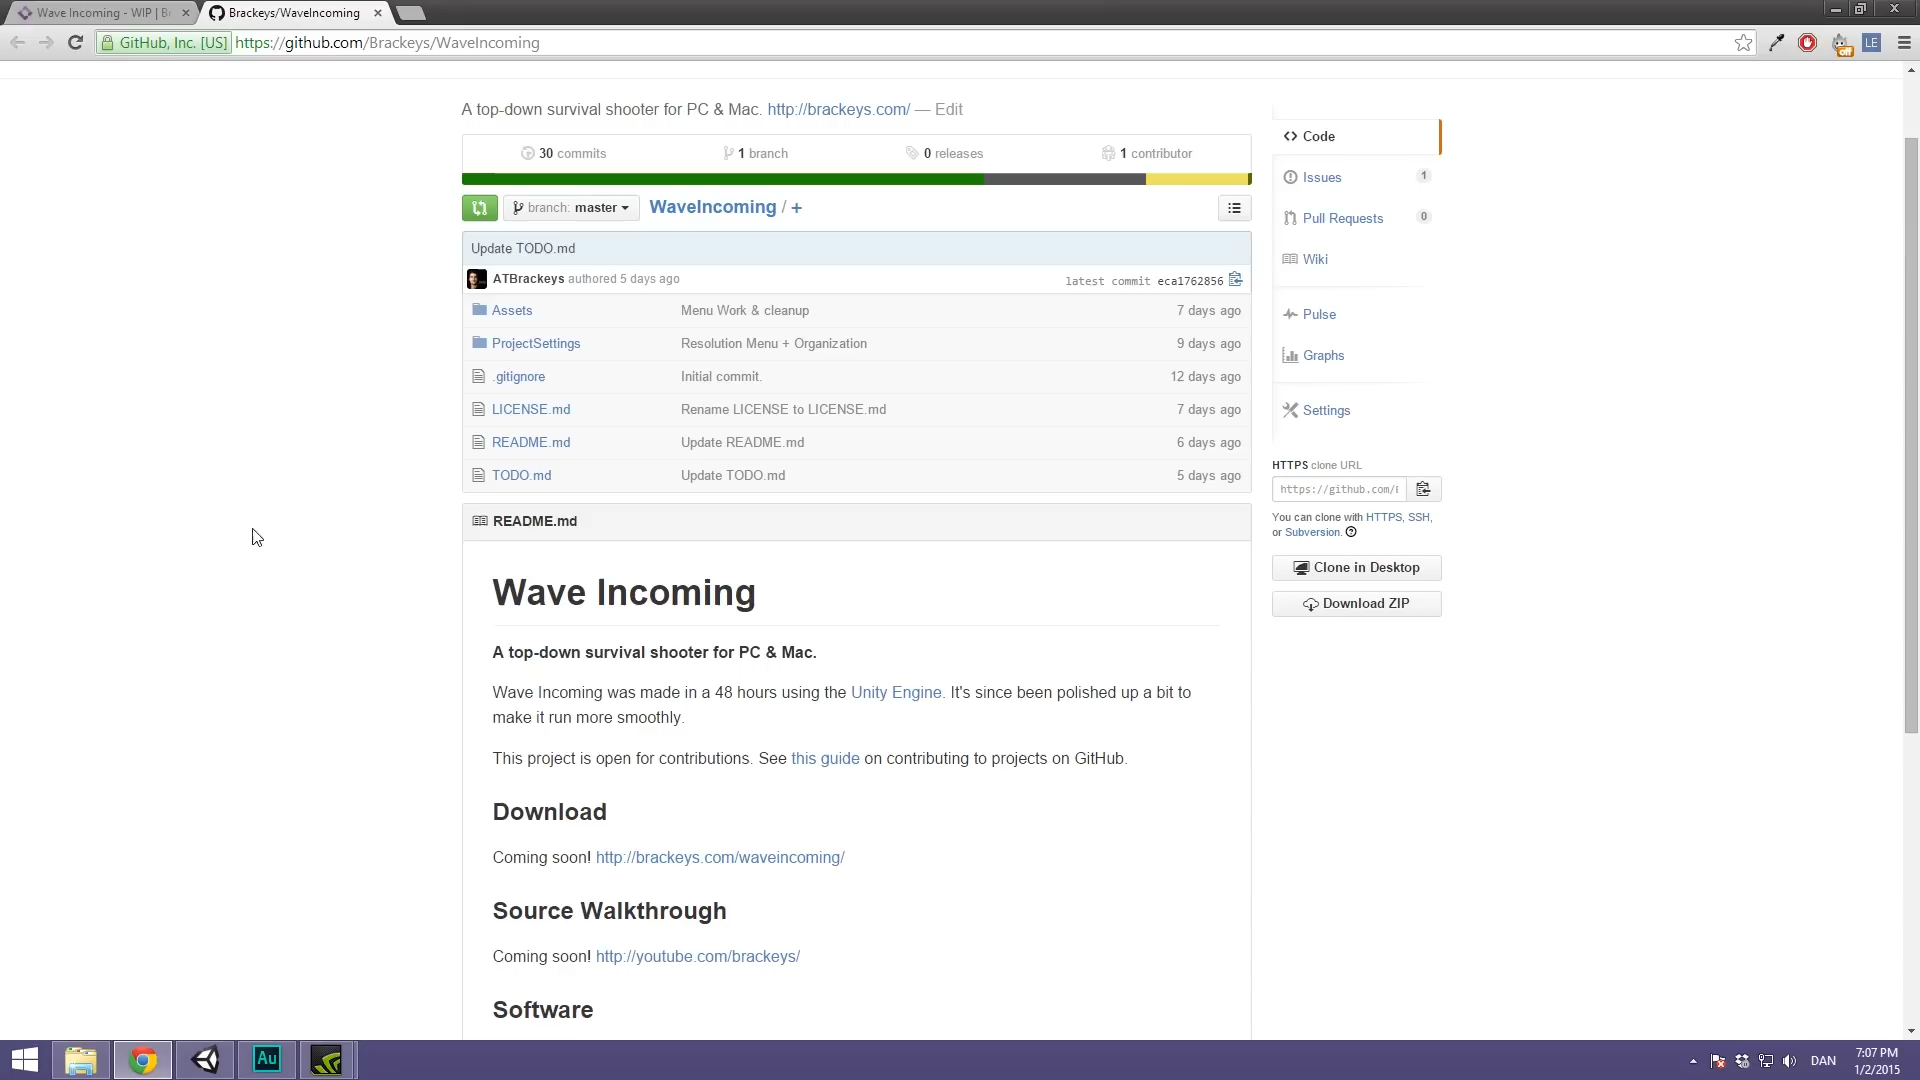 Wave Incoming - WIP | B
Brackeys/WaveIncoming
GitHub, Inc. [US] https://github.com/Brackeys/WaveIncoming
off
LE
A top-down survival shooter for PC & Mac. http://brackeys.com/ — Edit
30 commits
1 branch
0 releases
1 contributor
branch: master
WaveIncoming / +
Update TODO.md
ATBrackeys authored 5 days ago
latest commit eca1762856
Assets Menu Work & cleanup 7 days ago
ProjectSettings Resolution Menu + Organization 9 days ago
.gitignore Initial commit. 12 days ago
LICENSE.md Rename LICENSE to LICENSE.md 7 days ago
README.md Update README.md 6 days ago
TODO.md Update TODO.md 5 days ago
README.md
Wave Incoming
A top-down survival shooter for PC & Mac.
Wave Incoming was made in a 48 hours using the Unity Engine. It's since been polished up a bit to
make it run more smoothly.
This project is open for contributions. See this guide on contributing to projects on GitHub.
Download
Coming soon! http://brackeys.com/waveincoming/
Source Walkthrough
Coming soon! http://youtube.com/brackeys/
Software
Code
Issues 1
Pull Requests 0
Wiki
Pulse
Graphs
Settings
HTTPS clone URL
https://github.com/
You can clone with HTTPS, SSH,
or Subversion.
Clone in Desktop
Download ZIP
Au
DAN
7:07 PM
1/2/2015